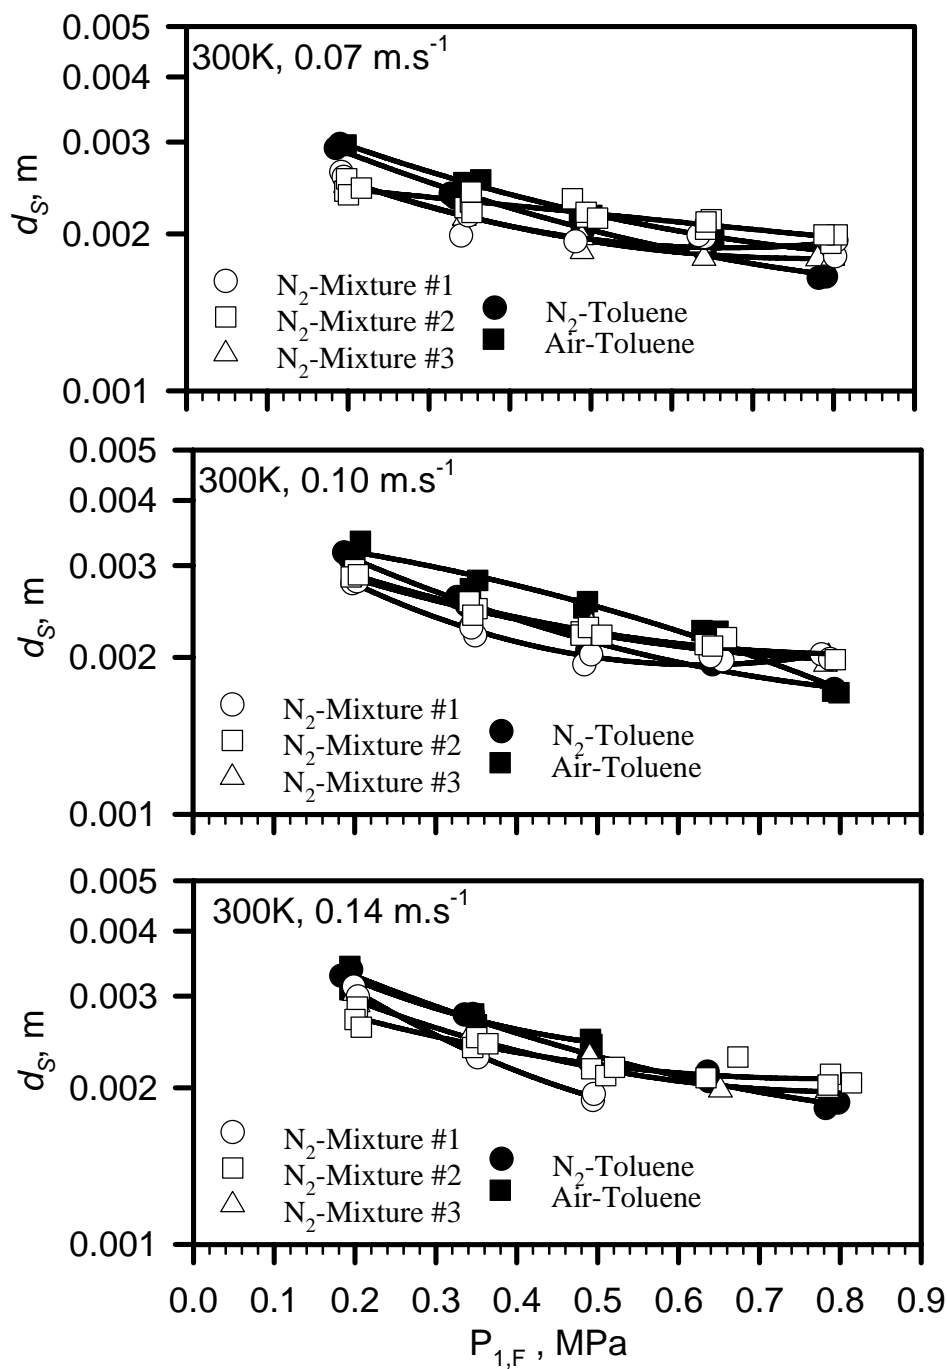 300K, 0.07 m.s⁻¹
0.005
0.004
0.003
0.002
0.001
d_S, m
N₂-Mixture #1
N₂-Mixture #2
N₂-Mixture #3
N₂-Toluene
Air-Toluene
300K, 0.10 m.s⁻¹
0.005
0.004
0.003
0.002
0.001
d_S, m
N₂-Mixture #1
N₂-Mixture #2
N₂-Mixture #3
N₂-Toluene
Air-Toluene
300K, 0.14 m.s⁻¹
0.005
0.004
0.003
0.002
0.001
d_S, m
N₂-Mixture #1
N₂-Mixture #2
N₂-Mixture #3
N₂-Toluene
Air-Toluene
0.0 0.1 0.2 0.3 0.4 0.5 0.6 0.7 0.8 0.9
P_1,F , MPa